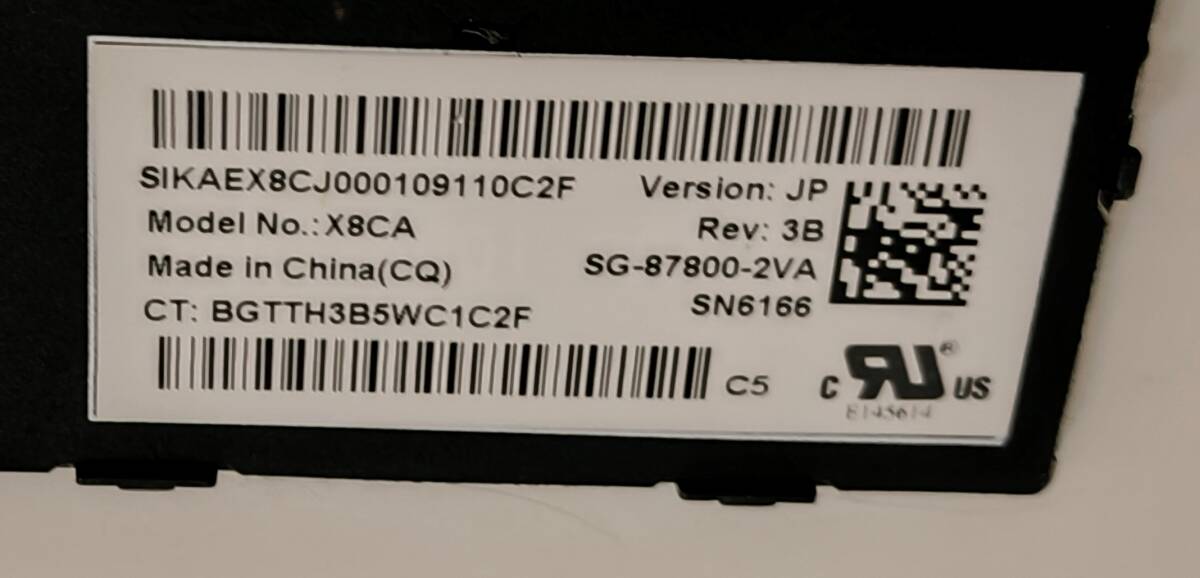 SIKAEX8CJ000109110C2F Version: JP
Model No.: X8CA Rev: 3B
Made in China(CQ) SG-87800-2VA
CT: BGTTH3B5WC1C2F SN6166
C5
C RU ® US
E145614